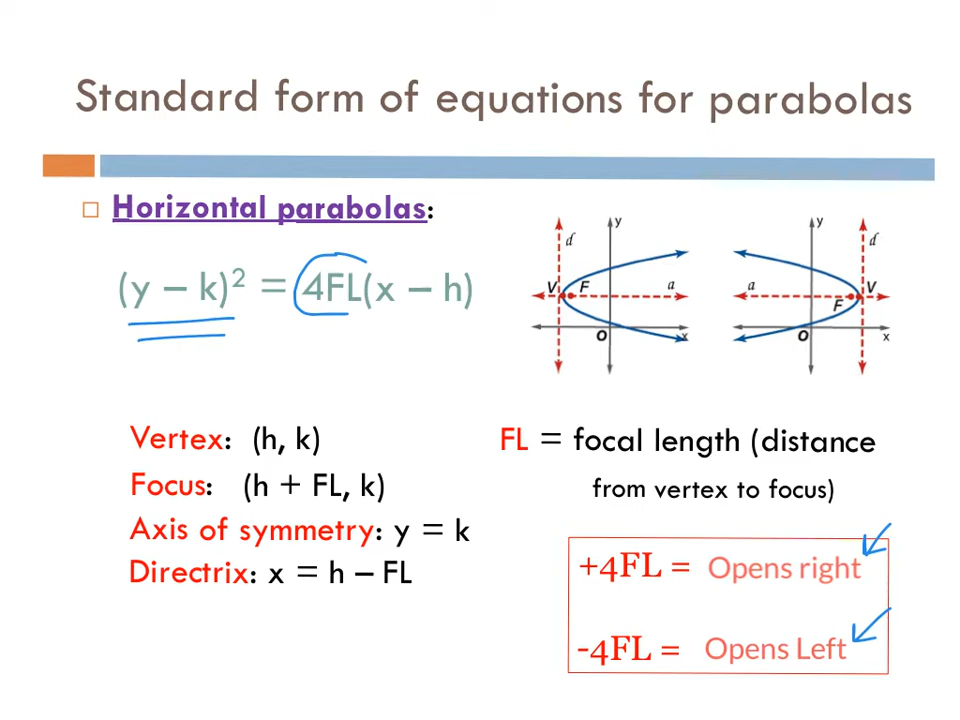 Standard form of equations for parabolas
Horizontal parabolas:
(y – k)² = 4FL(x – h)
y
d
V
F
a
O
x
y
d
a
V
F
O
x
Vertex: (h, k)
Focus: (h + FL, k)
Axis of symmetry: y = k
Directrix: x = h – FL
FL = focal length (distance
from vertex to focus)
+4FL = Opens right
-4FL = Opens Left